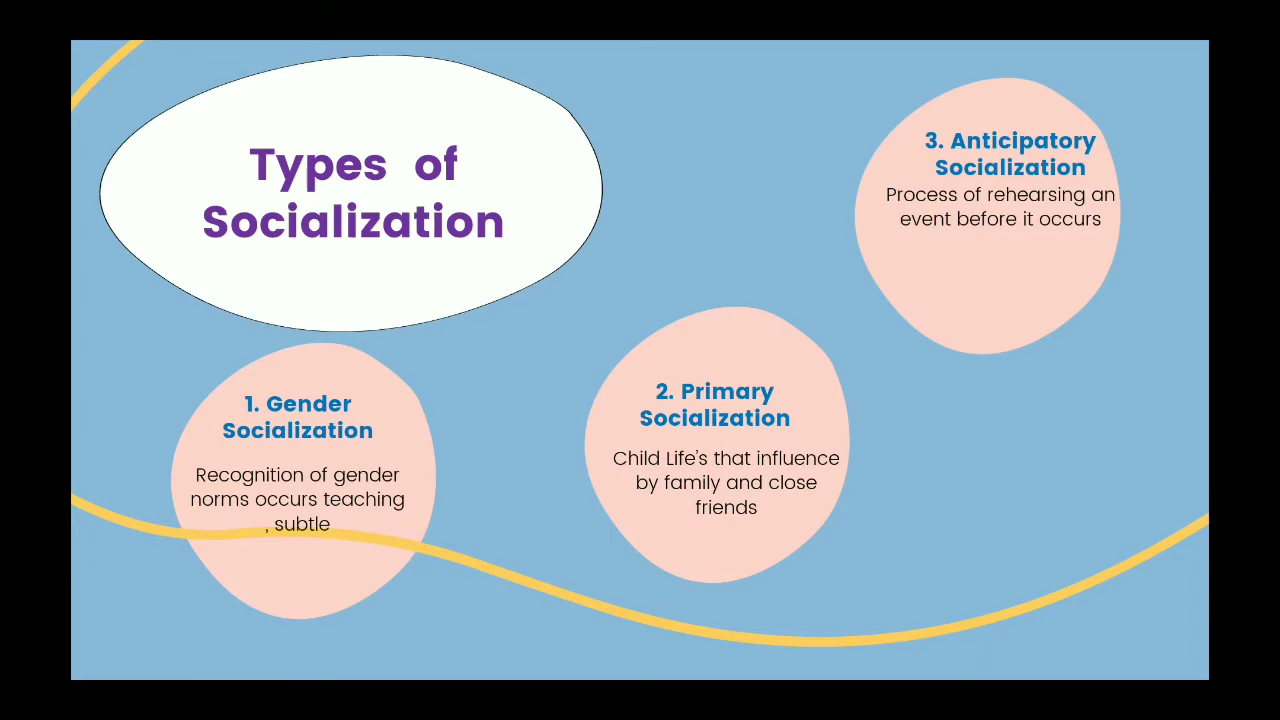 Types of
Socialization
1. Gender
Socialization
Recognition of gender
norms occurs teaching
, subtle
2. Primary
Socialization
Child Life's that influence
by family and close
friends
3. Anticipatory
Socialization
Process of rehearsing an
event before it occurs